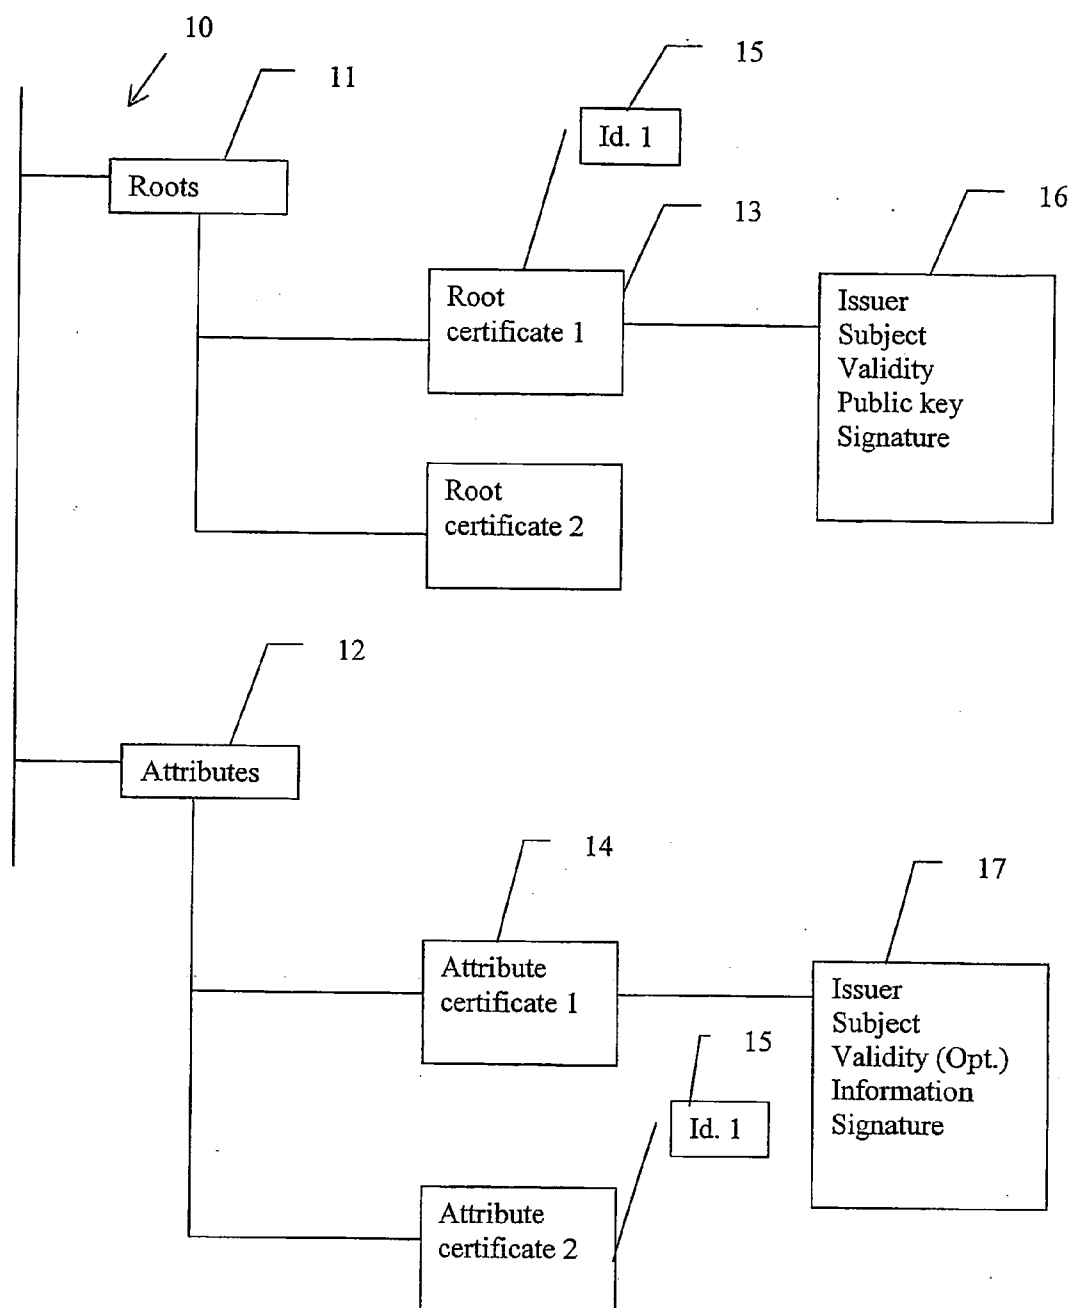 10
15
11
Id. 1
Roots
13
16
Root
certificate 1
Issuer
Subject
Validity
Public key
Signature
Root
certificate 2
12
Attributes
14
17
Attribute
certificate 1
Issuer
Subject
Validity (Opt.)
Information
Signature
15
Id. 1
Attribute
certificate 2